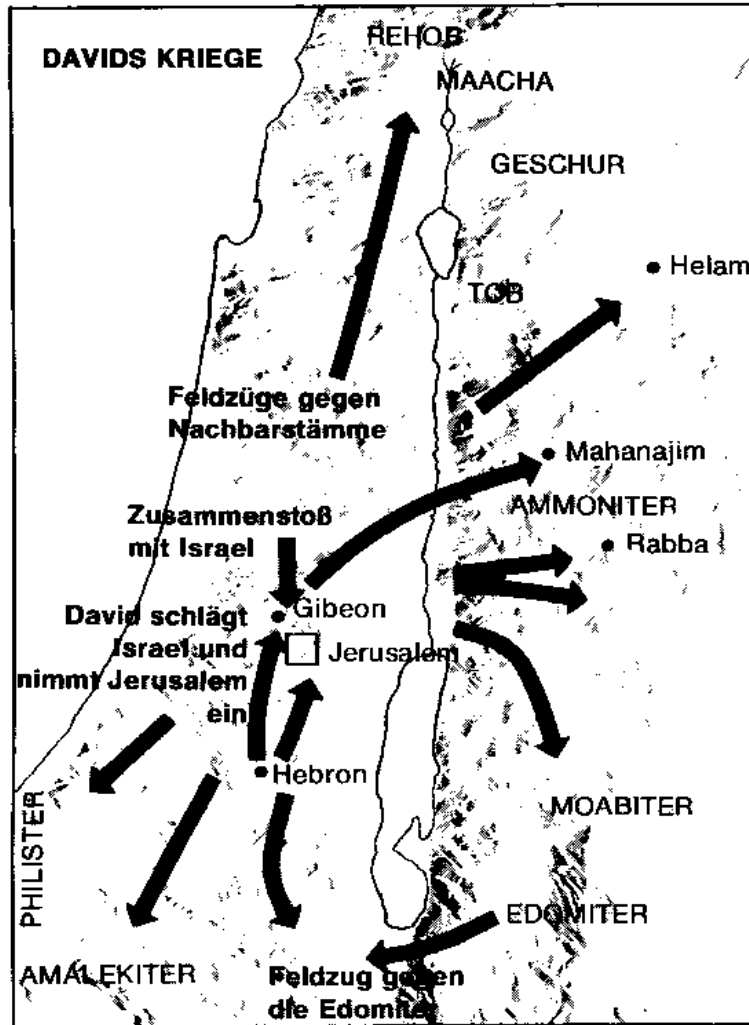 DAVIDS KRIEGE
REHOB
MAACHA
GESCHUR
Helam
TOB
Feldzüge gegen
Nachbarstämme
Mahanajim
Zusammenstoß
mit Israel
AMMONITER
Rabba
Gibeon
David schlägt
Israel und
nimmt Jerusalem
ein
Jerusalem
Hebron
MOABITER
PHILISTER
EDOMITER
AMALEKITER
Feldzug gegen
die Edomiter